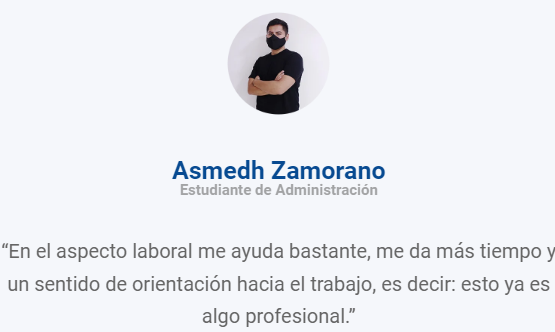 Asmedh Zamorano
Estudiante de Administración
“En el aspecto laboral me ayuda bastante, me da más tiempo y
un sentido de orientación hacia el trabajo, es decir: esto ya es
algo profesional.”